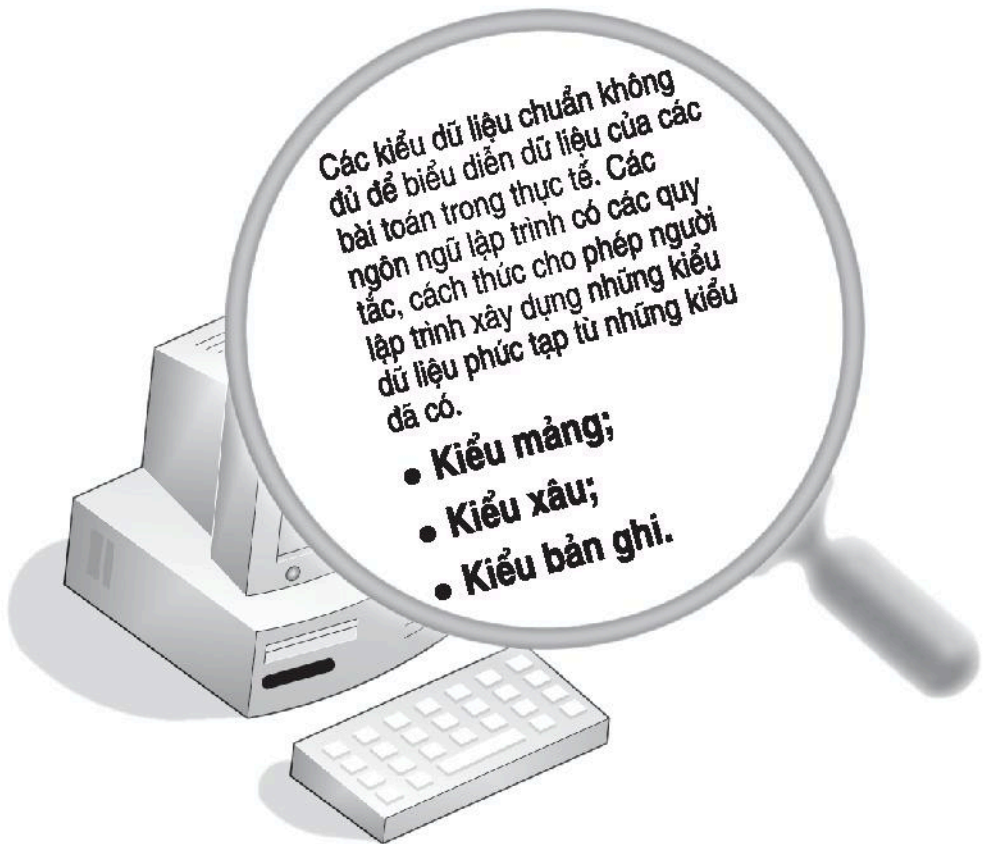 Các kiểu dữ liệu chuẩn không
đủ để biểu diễn dữ liệu của các
bài toán trong thực tế. Các
ngôn ngữ lập trình có các quy
tắc, cách thức cho phép người
lập trình xây dựng những kiểu
dữ liệu phức tạp từ những kiểu
đã có.
• Kiểu mảng;
• Kiểu xâu;
• Kiểu bản ghi.